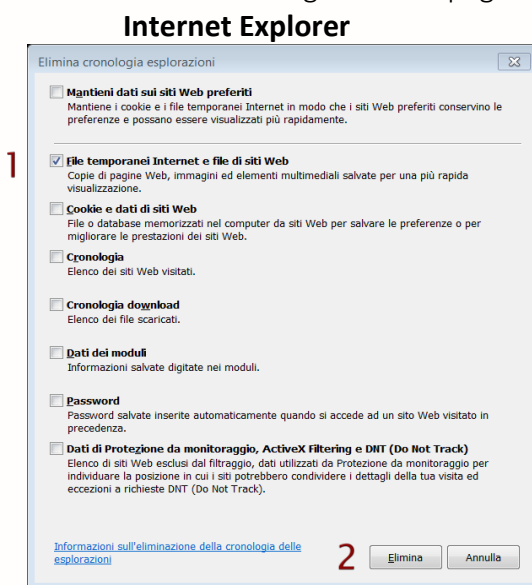 Internet Explorer
Elimina cronologia esplorazioni
Mantieni dati sui siti Web preferiti
Mantiene i cookie e i file temporanei Internet in modo che i siti Web preferiti conservino le
preferenze e possano essere visualizzati più rapidamente.
1
File temporanei Internet e file di siti Web
Copie di pagine Web, immagini ed elementi multimediali salvate per una più rapida
visualizzazione.
Cookie e dati di siti Web
File o database memorizzati nel computer da siti Web per salvare le preferenze o per
migliorare le prestazioni dei siti Web.
Cronologia
Elenco dei siti Web visitati.
Cronologia download
Elenco dei file scaricati.
Dati dei moduli
Informazioni salvate digitate nei moduli.
Password
Password salvate inserite automaticamente quando si accede ad un sito Web visitato in
precedenza.
Dati di Protezione da monitoraggio, ActiveX Filtering e DNT (Do Not Track)
Elenco di siti Web esclusi dal filtraggio, dati utilizzati da Protezione da monitoraggio per
individuare la posizione in cui i siti potrebbero condividere i dettagli della tua visita ed
eccezioni a richieste DNT (Do Not Track).
Informazioni sull'eliminazione della cronologia delle
esplorazioni
2
Elimina
Annulla